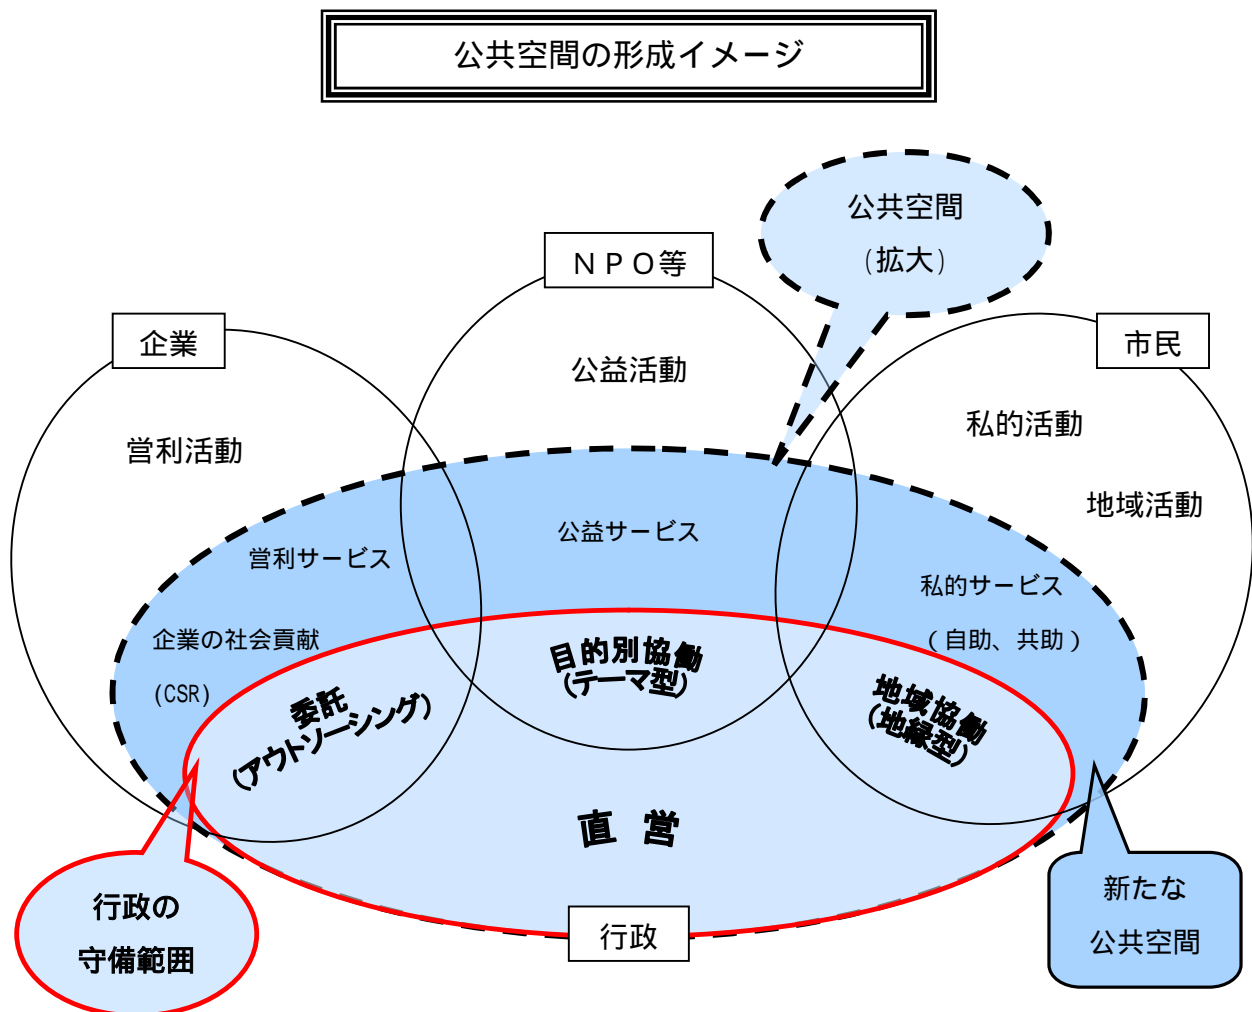 公共空間の形成イメージ
公共空間
(拡大)
ＮＰＯ等
企業
市民
公益活動
営利活動
私的活動
地域活動
公益サービス
営利サービス
私的サービス
(自助、共助)
企業の社会貢献
(CSR)
目的別協働
(テーマ型)
委託
(アウトソーシング)
地域協働
(地縁型)
直　営
行政の
守備範囲
行政
新たな
公共空間